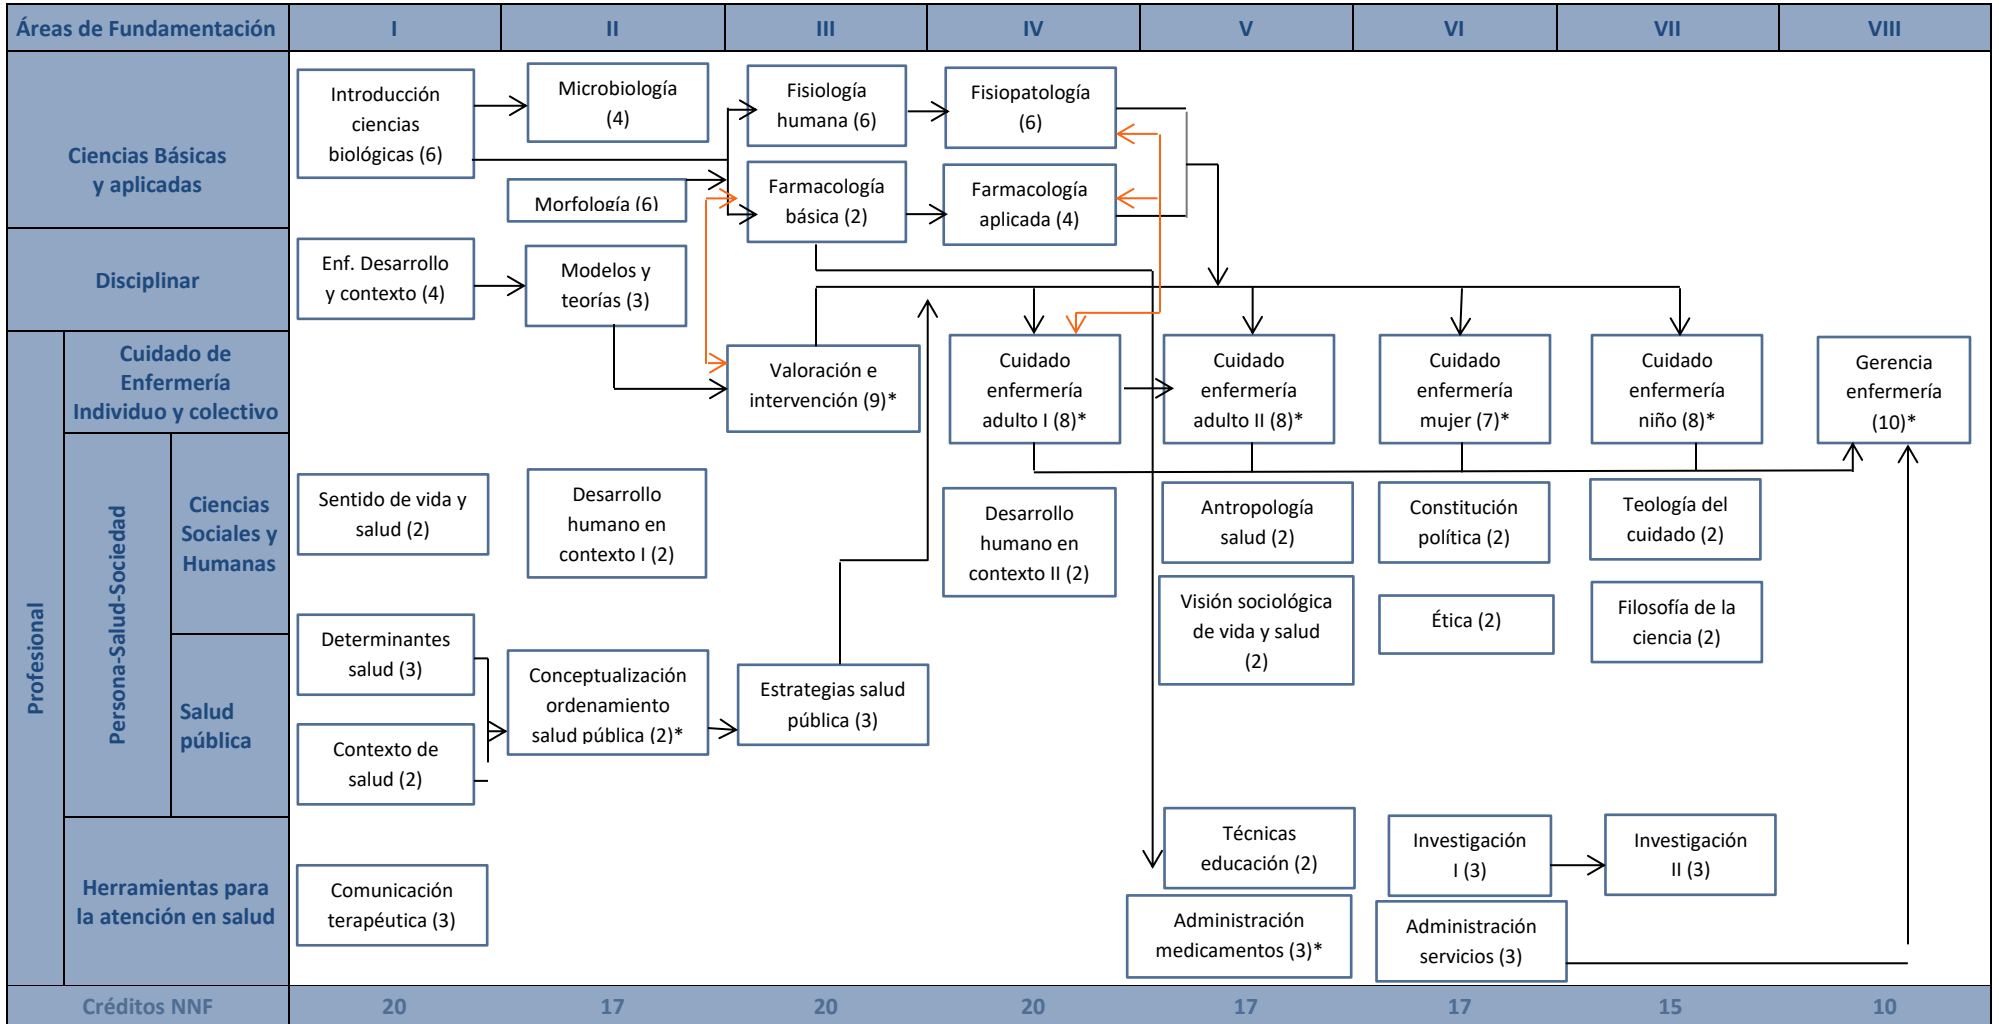 Áreas de Fundamentación
I
II
III
IV
V
VI
VII
VIII
Ciencias Básicas
y aplicadas
Introducción
ciencias
biológicas (6)
Microbiología
(4)
Morfología (6)
Fisiología
humana (6)
Farmacología
básica (2)
Fisiopatología
(6)
Farmacología
aplicada (4)
Disciplinar
Enf. Desarrollo
y contexto (4)
Modelos y
teorías (3)
Profesional
Cuidado de
Enfermería
Individuo y colectivo
Valoración e
intervención (9)*
Cuidado
enfermería
adulto I (8)*
Cuidado
enfermería
adulto II (8)*
Cuidado
enfermería
mujer (7)*
Cuidado
enfermería
niño (8)*
Gerencia
enfermería
(10)*
Persona-Salud-Sociedad
Ciencias
Sociales y
Humanas
Sentido de vida y
salud (2)
Desarrollo
humano en
contexto I (2)
Desarrollo
humano en
contexto II (2)
Antropología
salud (2)
Visión sociológica
de vida y salud
(2)
Constitución
política (2)
Ética (2)
Teología del
cuidado (2)
Filosofía de la
ciencia (2)
Salud
pública
Determinantes
salud (3)
Contexto de
salud (2)
Conceptualización
ordenamiento
salud pública (2)*
Estrategias salud
pública (3)
Herramientas para
la atención en salud
Comunicación
terapéutica (3)
Técnicas
educación (2)
Administración
medicamentos (3)*
Investigación
I (3)
Administración
servicios (3)
Investigación
II (3)
Créditos NNF
20
17
20
20
17
17
15
10